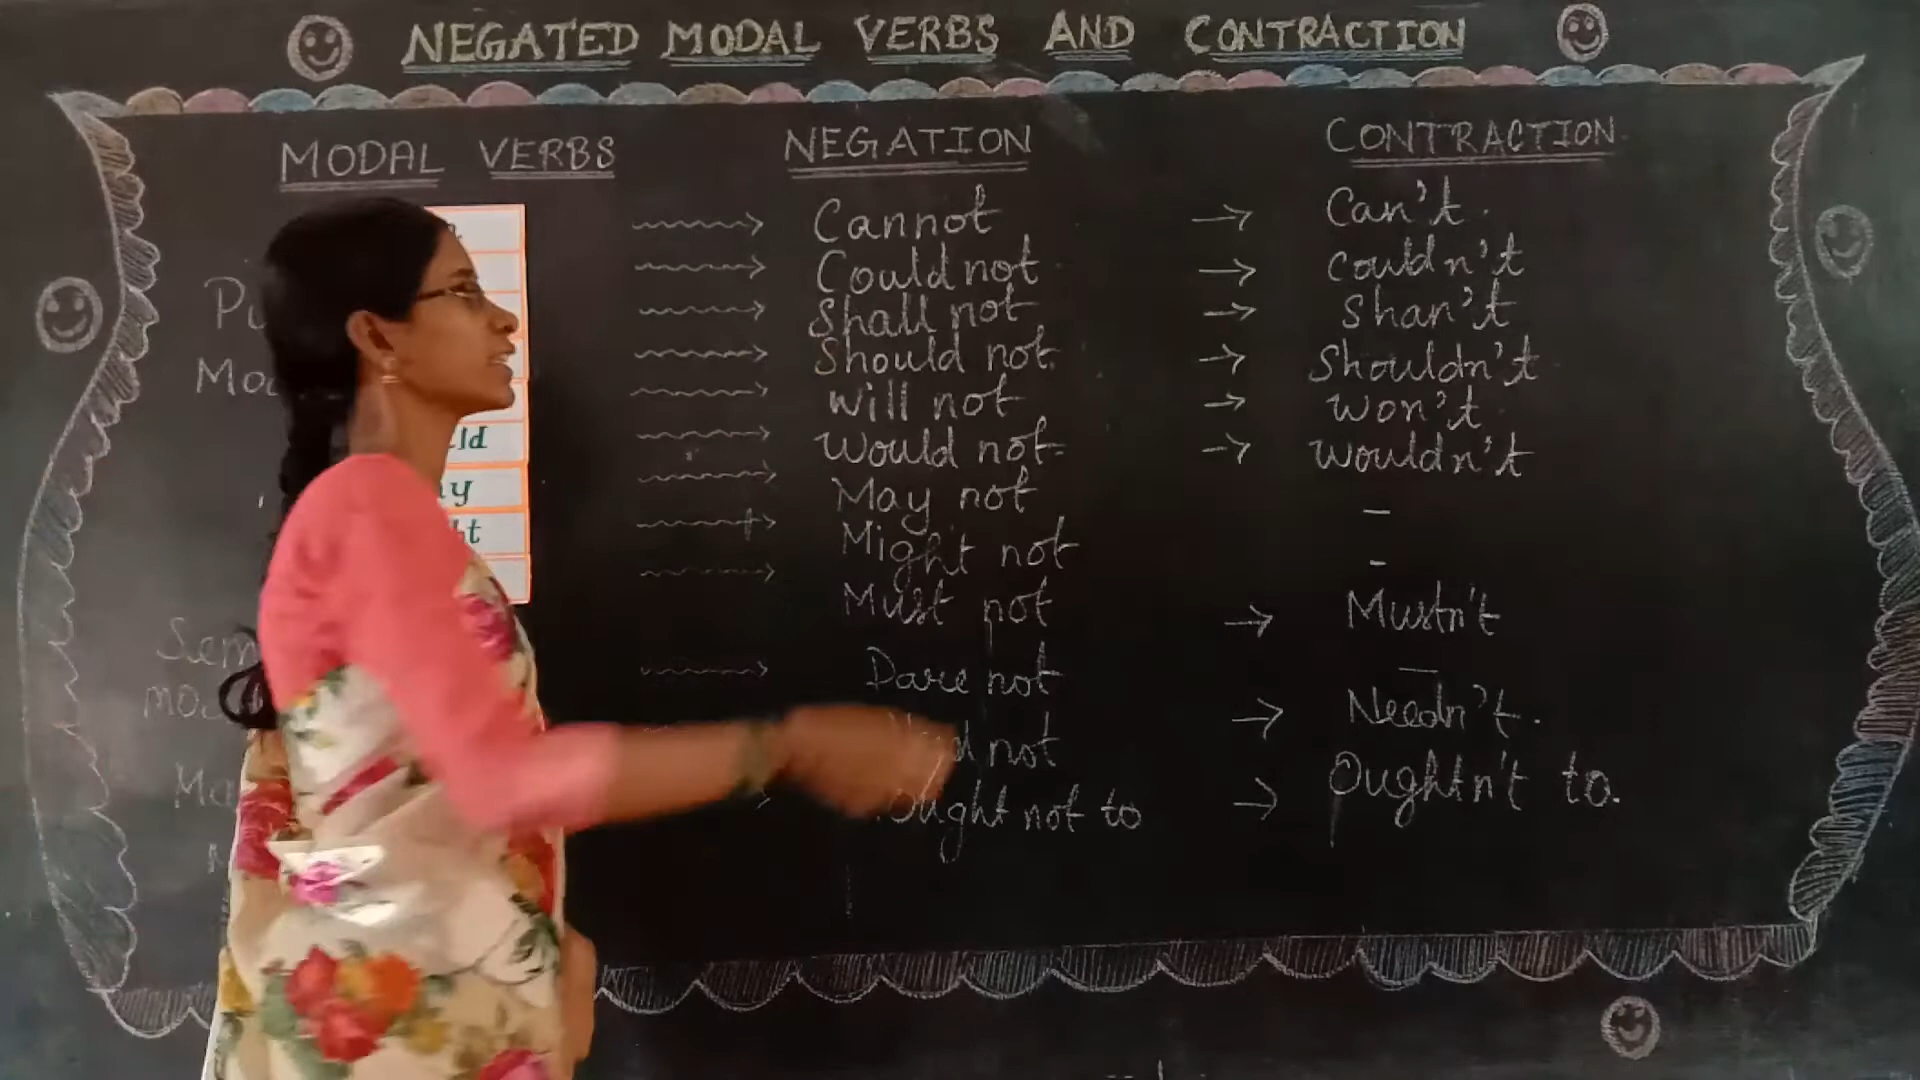 NEGATED MODAL VERBS AND CONTRACTION
MODAL VERBS NEGATION CONTRACTION
Cannot Can't
Could not couldn't
Shall not Shan't
Should not Shouldn't
Will not Won't
Would not Wouldn't
May not –
Might not -
Must not Mustn't
Dare not —
not Needn't.
Ought not to Oughtn't to.